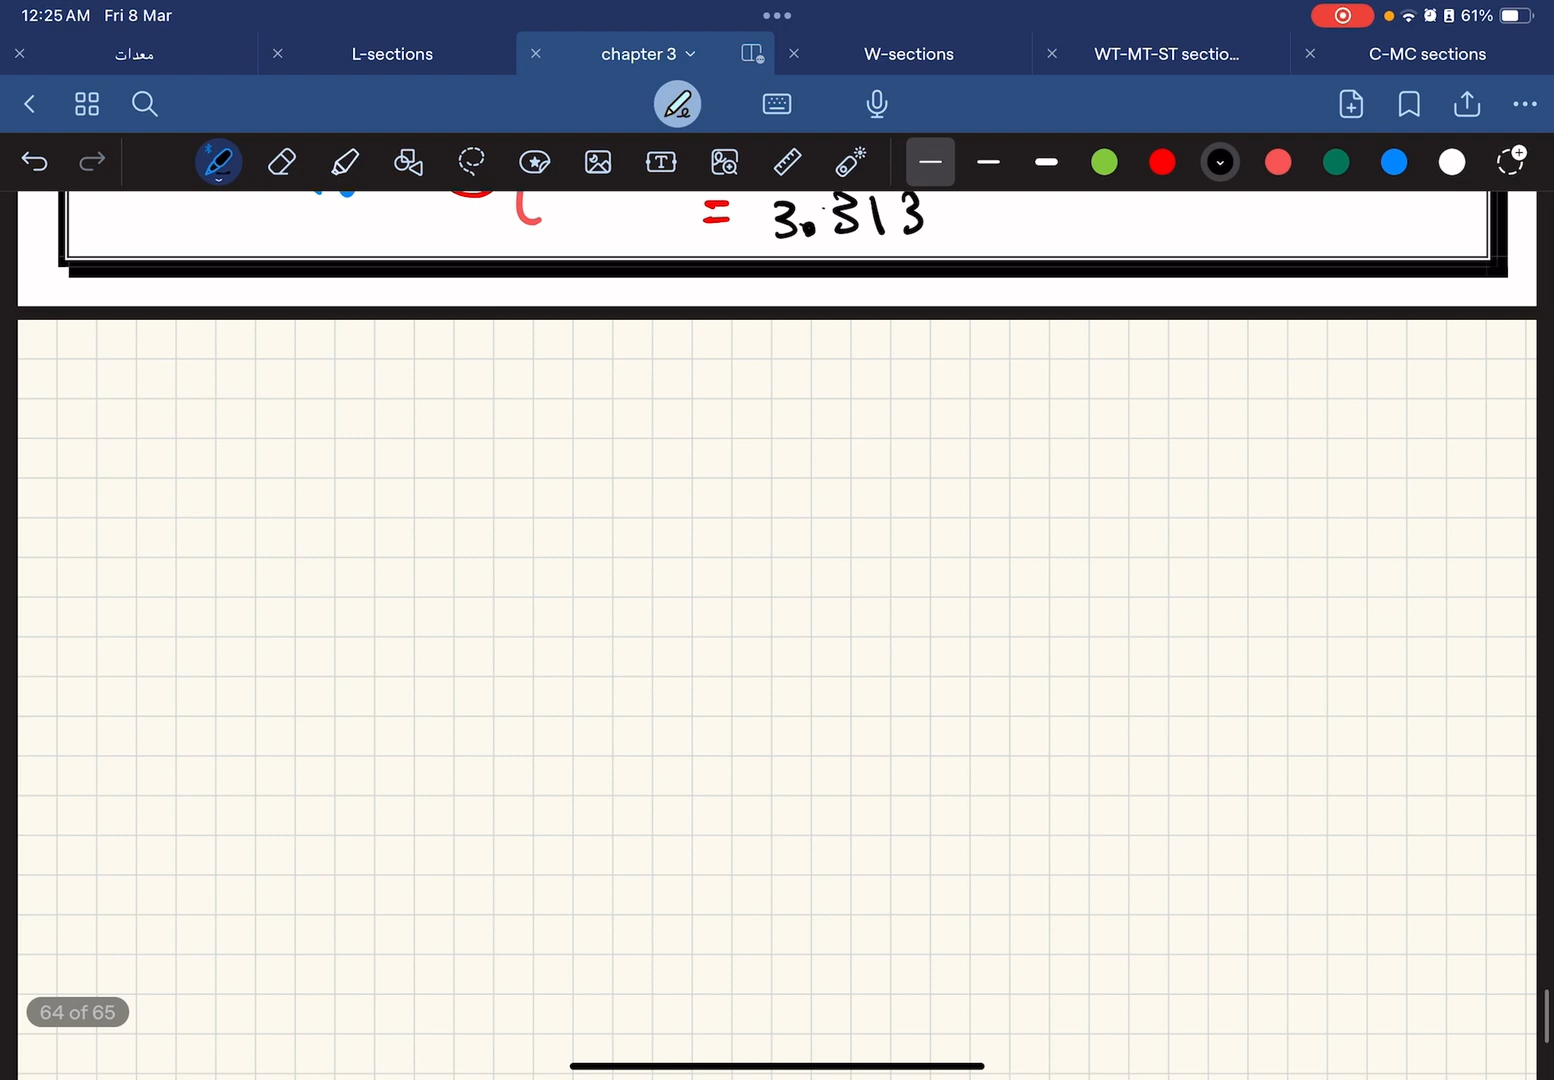 12:25 AM Fri 8 Mar 61%
معدات L-sections chapter 3 W-sections WT-MT-ST sectio... C-MC sections
= 3.313
64 of 65